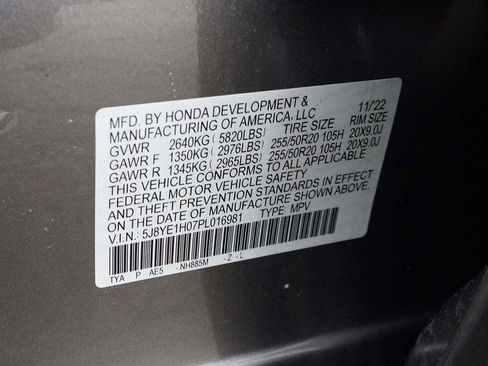 MFD. BY HONDA DEVELOPMENT & 11/'22
MANUFACTURING OF AMERICA, LLC
GVWR 2640KG (5820LBS) TIRE SIZE RIM SIZE
GAWR F 1350KG (2976LBS) 255/50R20 105H 20X9.0J
GAWR R 1345KG (2965LBS) 255/50R20 105H 20X9.0J
THIS VEHICLE CONFORMS TO ALL APPLICABLE
FEDERAL MOTOR VEHICLE SAFETY
AND THEFT PREVENTION STANDARDS IN EFFECT
ON THE DATE OF MANUFACTURE SHOWN ABOVE.
V.I.N.: 5J8YE1H07PL016981 TYPE: MPV
TYA P AE5 - NH885M - Z - L